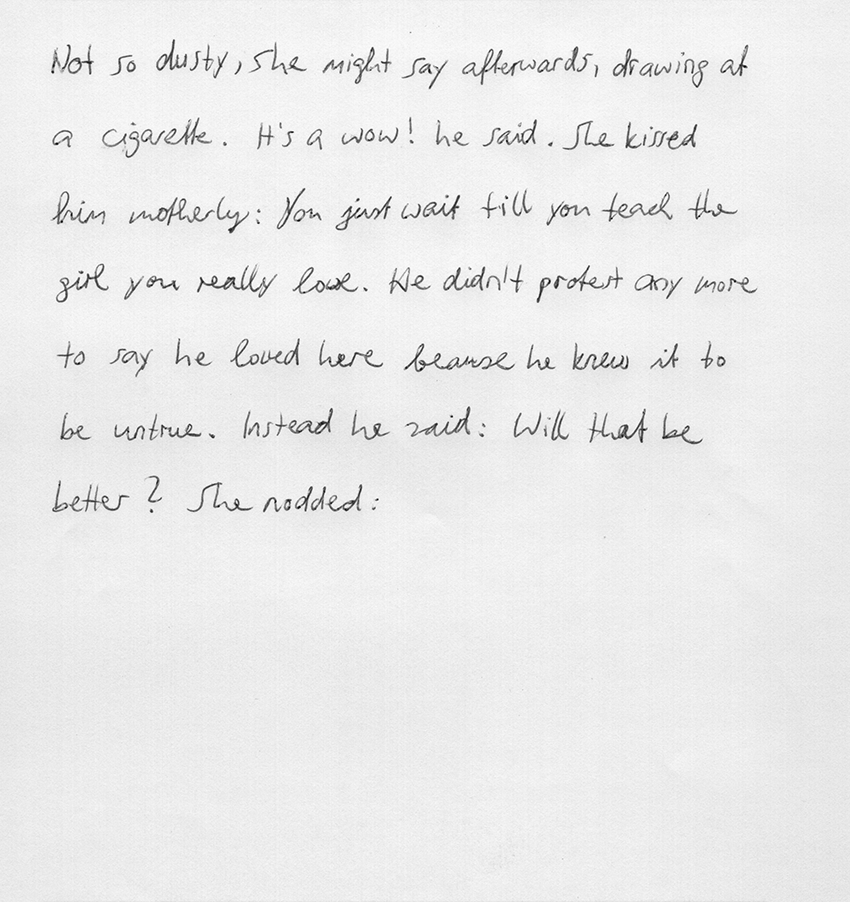 Not so dusty, she might say afterwards, drawing at
a cigarette. It's a wow! he said. She kissed
him motherly: You just wait till you teach the
girl you really love. He didn't protest any more
to say he loved here beause he knew it to
be untrue. Instead he said: Will that be
better? She nodded: